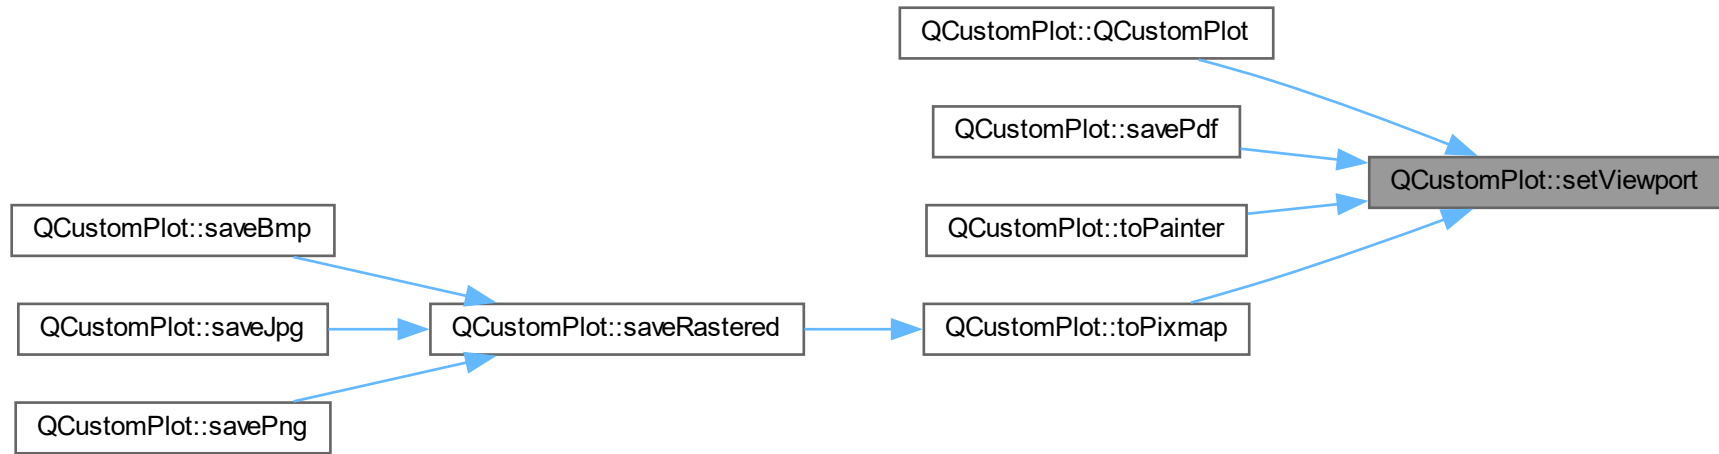 QCustomPlot::QCustomPlot
QCustomPlot::savePdf
QCustomPlot::setViewport
QCustomPlot::saveBmp
QCustomPlot::toPainter
QCustomPlot::saveJpg
QCustomPlot::saveRastered
QCustomPlot::toPixmap
QCustomPlot::savePng